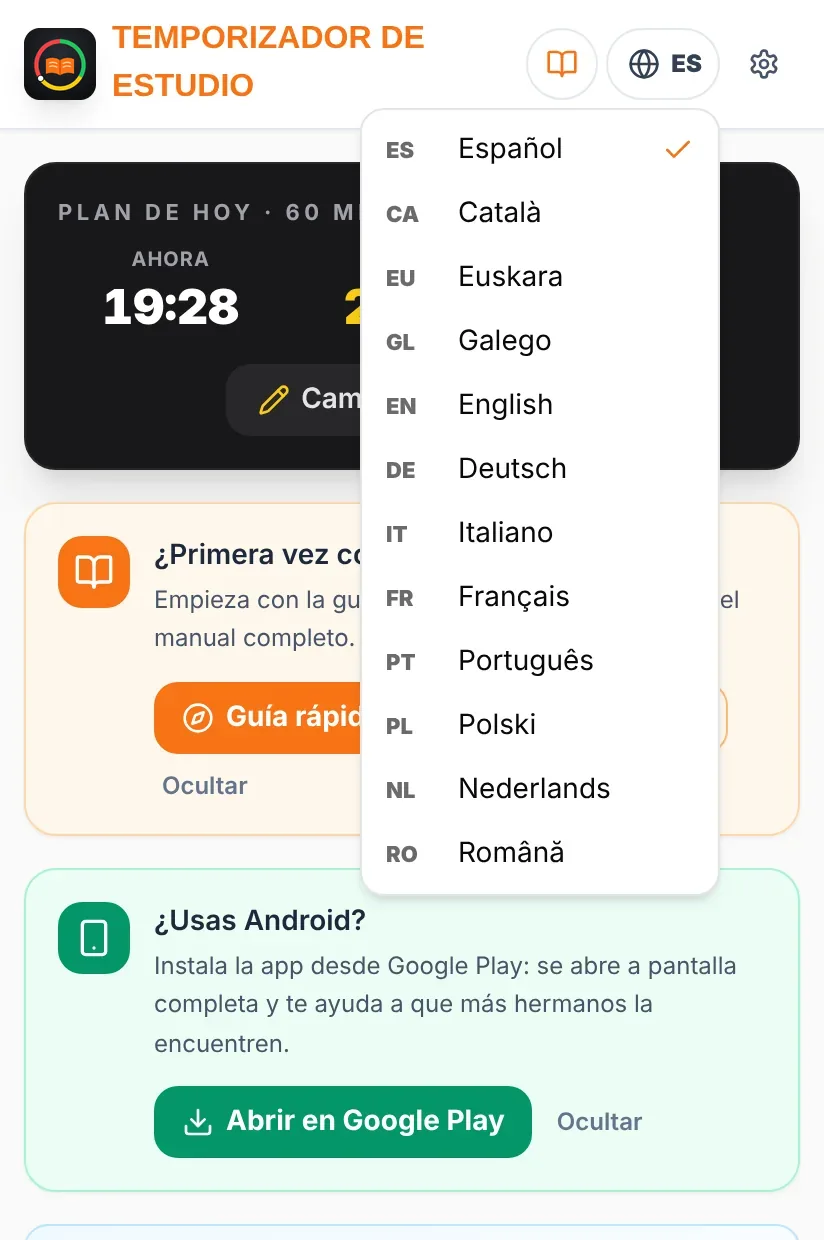 TEMPORIZADOR DE
ESTUDIO
ES
ES Español
CA Català
EU Euskara
GL Galego
EN English
DE Deutsch
IT Italiano
FR Français
PT Português
PL Polski
NL Nederlands
RO Română
PLAN DE HOY · 60
AHORA
19:28
¿Primera vez
Empieza con la el
manual completo.
Guía
Ocultar
¿Usas Android?
Instala la app desde Google Play: se abre a pantalla
completa y te ayuda a que más hermanos la
encuentren.
Abrir en Google Play Ocultar